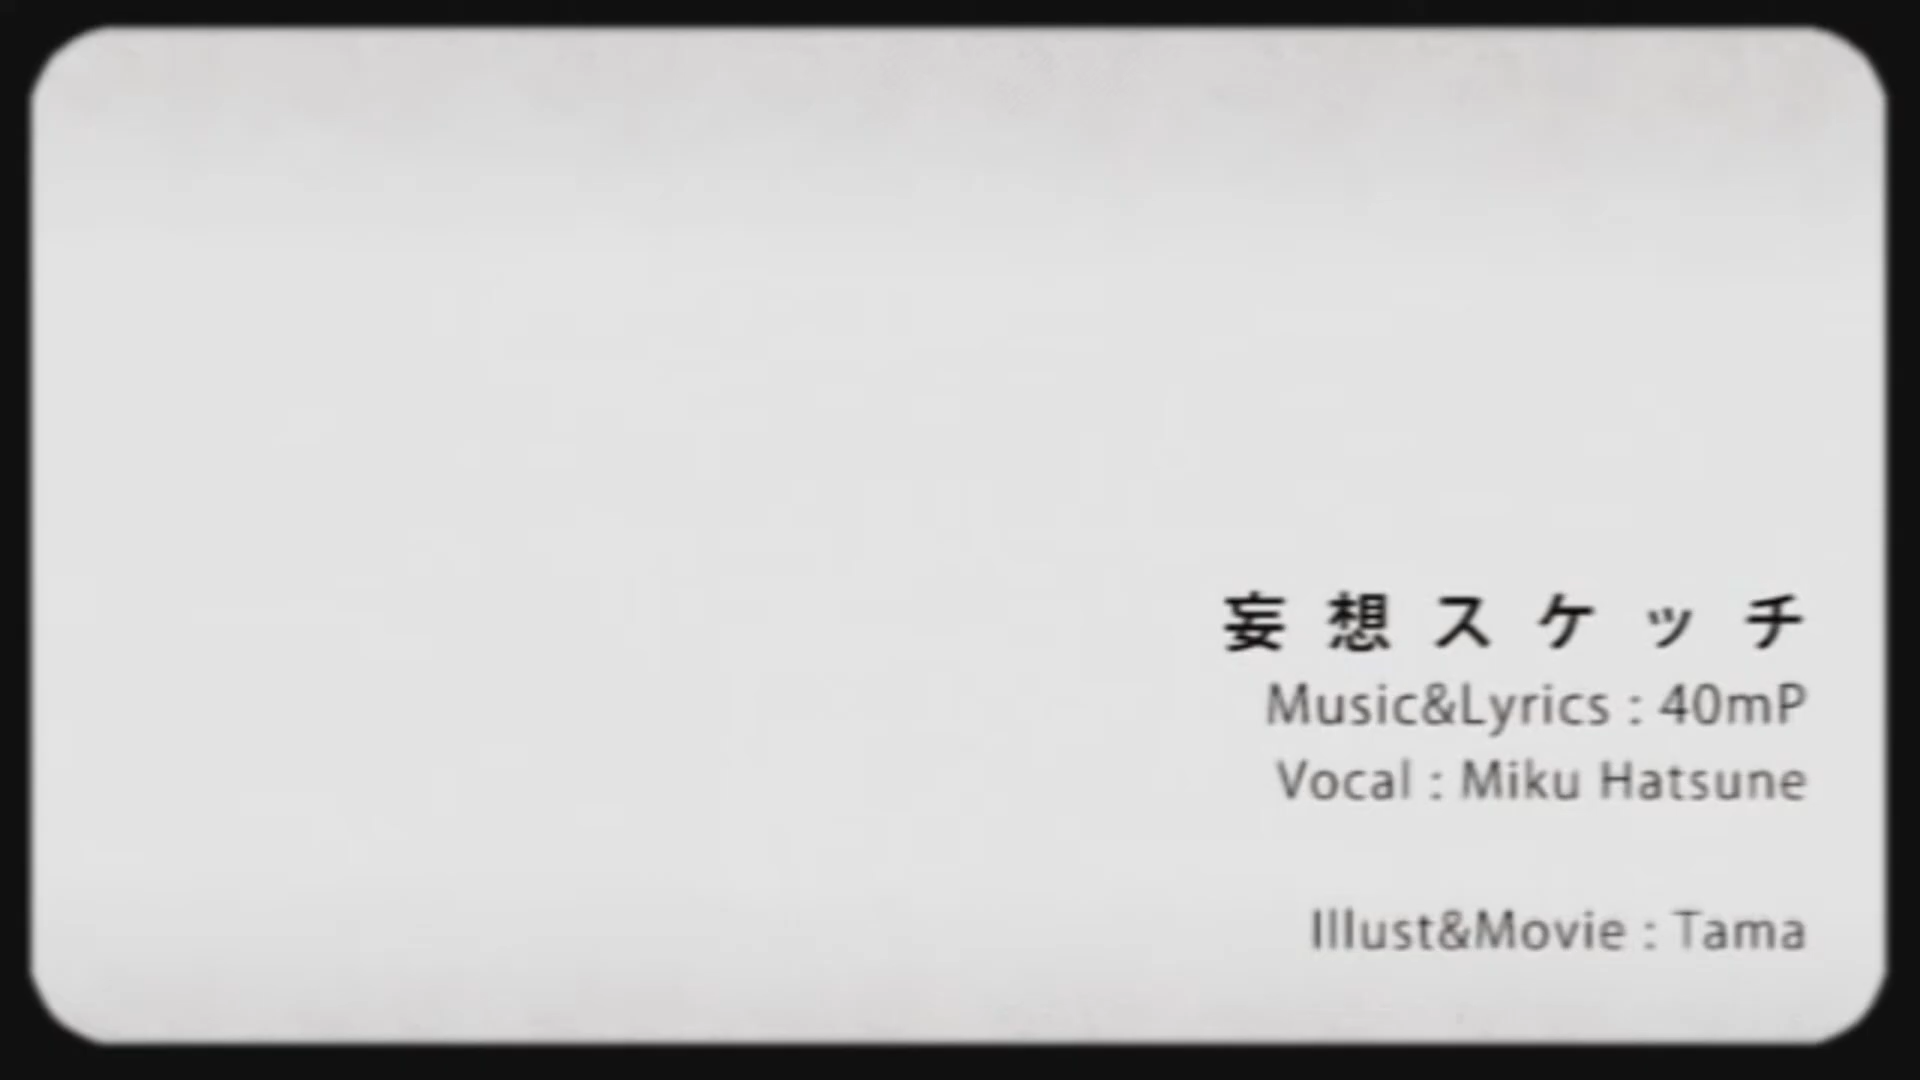 妄想スケッチ
Music&Lyrics : 40mP
Vocal : Miku Hatsune
Illust&Movie : Tama